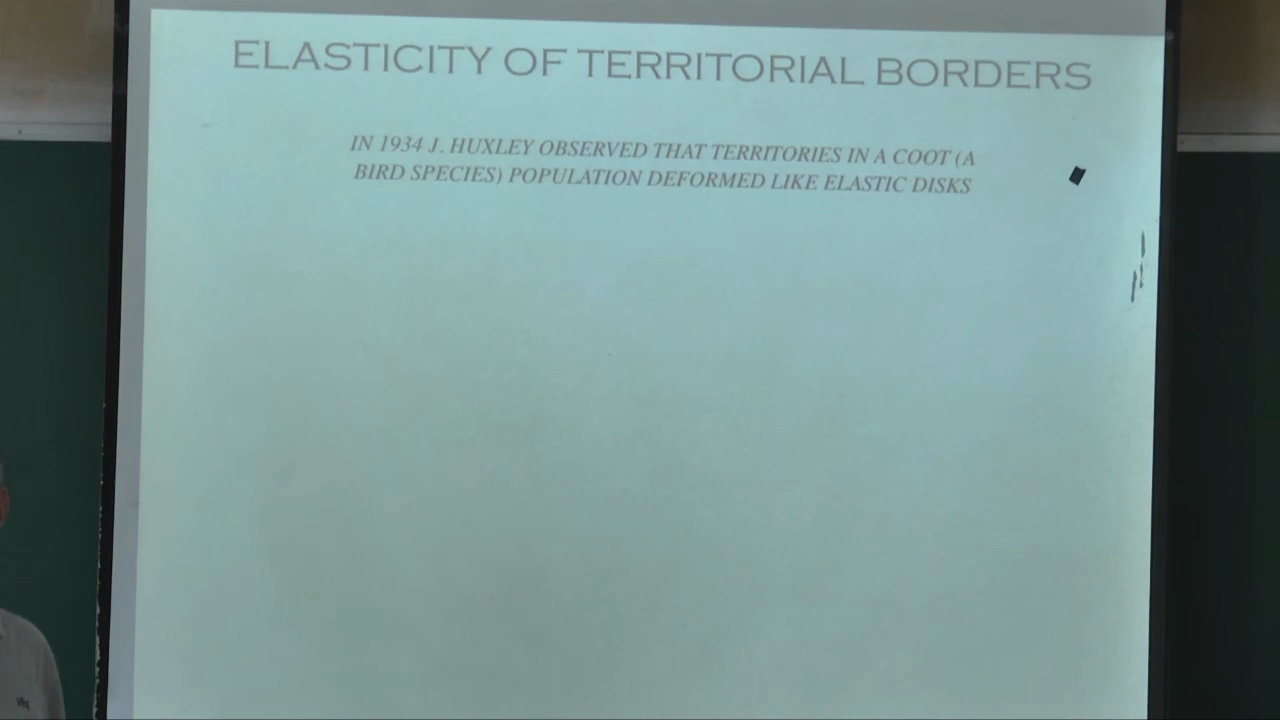 ELASTICITY OF TERRITORIAL BORDERS
IN 1934 J. HUXLEY OBSERVED THAT TERRITORIES IN A COOT (A
BIRD SPECIES) POPULATION DEFORMED LIKE ELASTIC DISKS